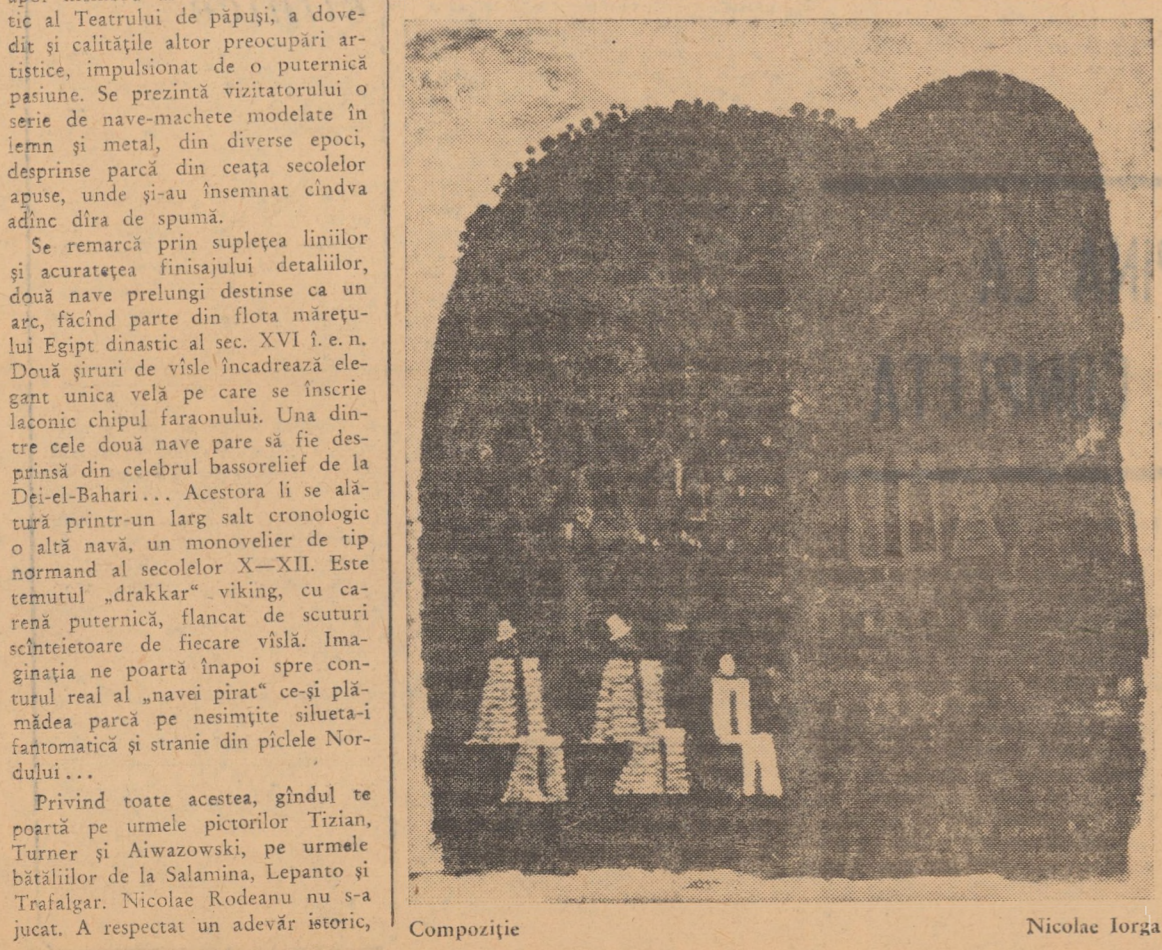 tic al Teatrului de păpuşi, a dove-
dit şi calităţile altor preocupări ar-
tistice, impulsionat de o puternică
pasiune. Se prezintă vizitatorului o
serie de nave-machete modelate în
lemn şi metal, din diverse epoci,
desprinse parcă din ceaţa secolelor
apuse, unde şi-au însemnat cîndva
adînc dîra de spumă.
Se remarcă prin supleţea liniilor
şi acurateţea finisajului detaliilor,
două nave prelungi destinse ca un
arc, făcînd parte din flota măreţu-
lui Egipt dinastic al sec. XVI î. e. n.
Două şiruri de vîsle încadrează ele-
gant unica velă pe care se înscrie
laconic chipul faraonului. Una din-
tre cele două nave pare să fie des-
prinsă din celebrul bassorelief de la
Dei-el-Bahari... Acestora li se ală-
tură printr-un larg salt cronologic
o altă navă, un monovelier de tip
normand al secolelor X—XII. Este
temutul „drakkar“ viking, cu ca-
renă puternică, flancat de scuturi
scînteietoare de fiecare vîslă. Ima-
ginaţia ne poartă înapoi spre con-
turul real al „navei pirat“ ce-şi plă-
mădea parcă pe nesimţite silueta-i
fantomatică şi stranie din pîclele Nor-
dului...
Privind toate acestea, gîndul te
poartă pe urmele pictorilor Tizian,
Turner şi Aiwazowski, pe urmele
bătăliilor de la Salamina, Lepanto şi
Trafalgar. Nicolae Rodeanu nu s-a
jucat. A respectat un adevăr istoric,
Compoziţie
Nicolae Iorga